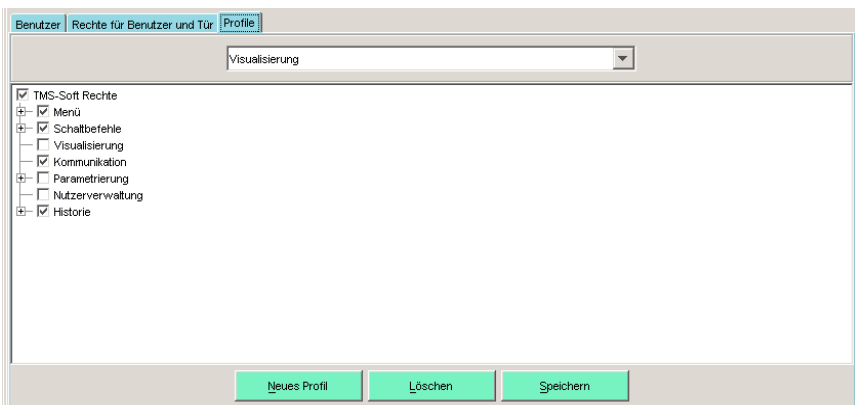 Benutzer Rechte für Benutzer und Tür Profile
Visualisierung
TMS-Soft Rechte
Menü
Schaltbefehle
Visualisierung
Kommunikation
Parametrierung
Nutzerverwaltung
Historie
Neues Profil Löschen Speichern